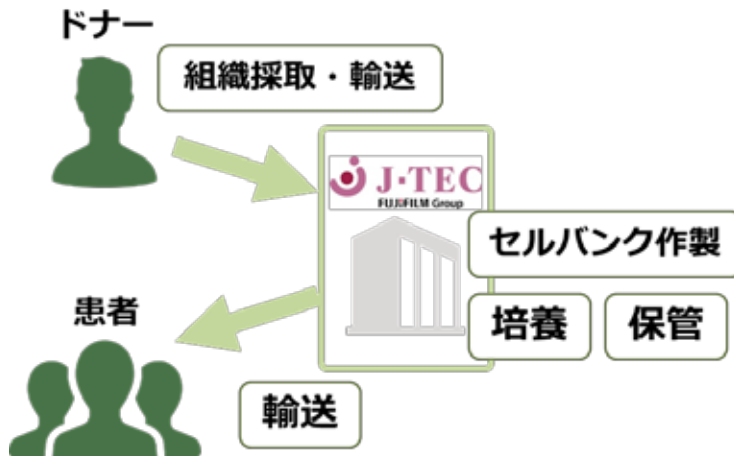 ドナー
組織採取・輸送
J-TEC
FUJIFILM Group
セルバンク作製
培養
保管
患者
輸送